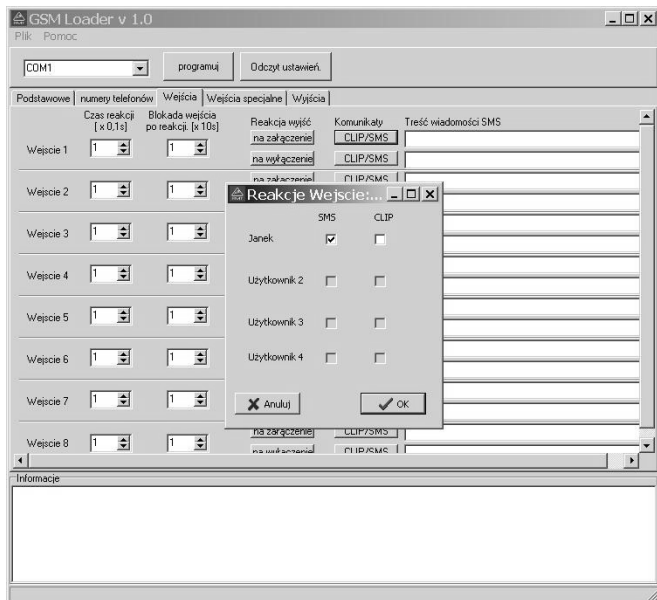 GSM Loader v 1.0
Plik Pomoc
COM1 programuj Odczyt ustawień.
Podstawowe numery telefonów Wejścia Wejścia specjalne Wyjścia
Czas reakcji Blokada wejścia
[ x 0,1s] po reakcji. [x 10s] Reakcja wyjść Komunikaty Treść wiadomości SMS
na załączenie CLIP/SMS
Wejscie 1 1 1
na wyłączenie CLIP/SMS
na załączenie CLIP/SMS
Wejscie 2 1 1
Wejscie 3 1 1
Wejscie 4 1 1
Wejscie 5 1 1
Wejscie 6 1 1
Wejscie 7 1 1
na załączenie CLIP/SMS
Wejscie 8 1 1
na wyłączenie CLIP/SMS
Reakcje Wejscie:...
SMS CLIP
Janek
Użytkownik 2
Użytkownik 3
Użytkownik 4
Anuluj OK
Informacje